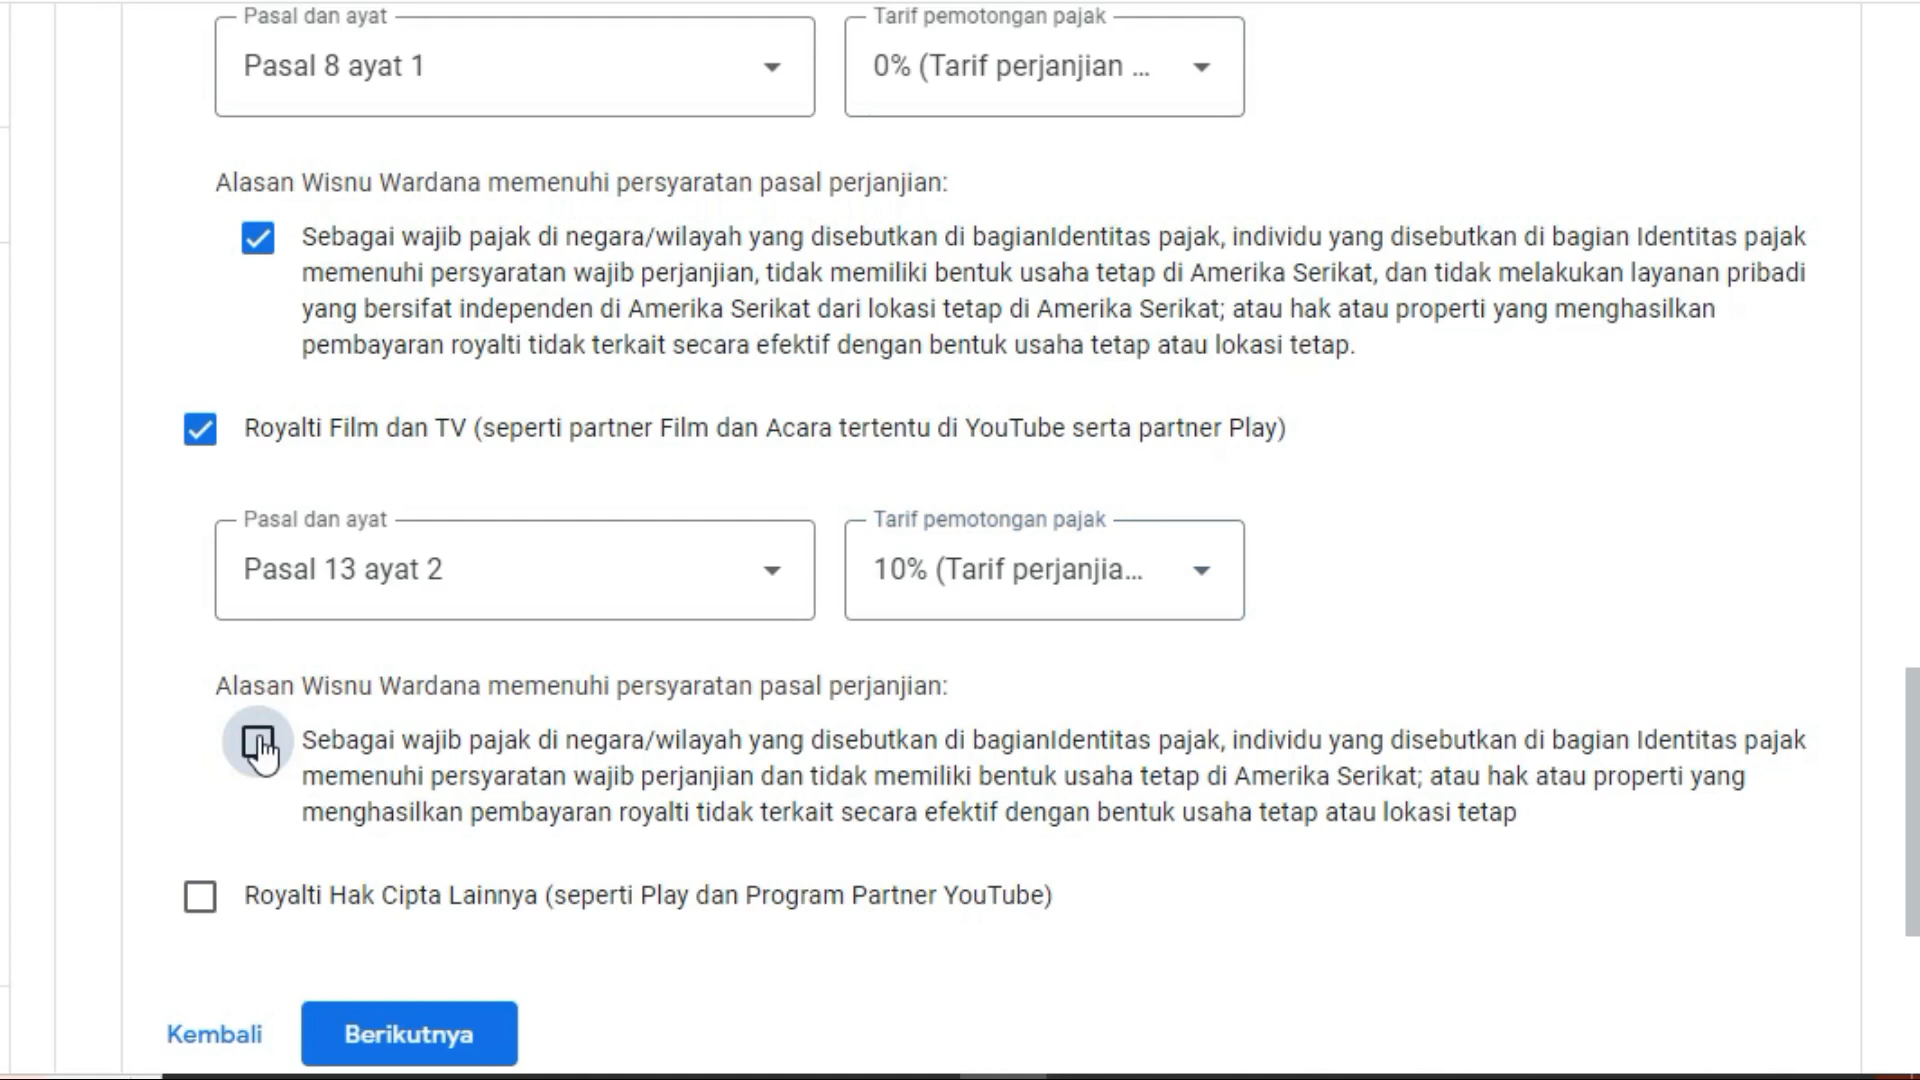 Pasal dan ayat
Tarif pemotongan pajak
Pasal 8 ayat 1
0% (Tarif perjanjian ...
Alasan Wisnu Wardana memenuhi persyaratan pasal perjanjian:
Sebagai wajib pajak di negara/wilayah yang disebutkan di bagianIdentitas pajak, individu yang disebutkan di bagian Identitas pajak
memenuhi persyaratan wajib perjanjian, tidak memiliki bentuk usaha tetap di Amerika Serikat, dan tidak melakukan layanan pribadi
yang bersifat independen di Amerika Serikat dari lokasi tetap di Amerika Serikat; atau hak atau properti yang menghasilkan
pembayaran royalti tidak terkait secara efektif dengan bentuk usaha tetap atau lokasi tetap.
Royalti Film dan TV (seperti partner Film dan Acara tertentu di YouTube serta partner Play)
Pasal dan ayat
Tarif pemotongan pajak
Pasal 13 ayat 2
10% (Tarif perjanjia...
Alasan Wisnu Wardana memenuhi persyaratan pasal perjanjian:
Sebagai wajib pajak di negara/wilayah yang disebutkan di bagianIdentitas pajak, individu yang disebutkan di bagian Identitas pajak
memenuhi persyaratan wajib perjanjian dan tidak memiliki bentuk usaha tetap di Amerika Serikat; atau hak atau properti yang
menghasilkan pembayaran royalti tidak terkait secara efektif dengan bentuk usaha tetap atau lokasi tetap
Royalti Hak Cipta Lainnya (seperti Play dan Program Partner YouTube)
Kembali
Berikutnya